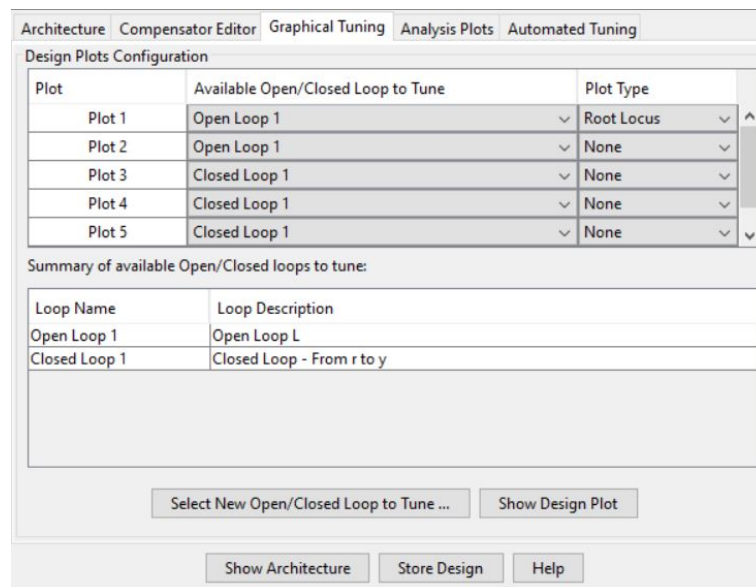 Architecture Compensator Editor Graphical Tuning Analysis Plots Automated Tuning
Design Plots Configuration
Plot Available Open/Closed Loop to Tune Plot Type
Plot 1 Open Loop 1 Root Locus
Plot 2 Open Loop 1 None
Plot 3 Closed Loop 1 None
Plot 4 Closed Loop 1 None
Plot 5 Closed Loop 1 None
Summary of available Open/Closed loops to tune:
Loop Name Loop Description
Open Loop 1 Open Loop L
Closed Loop 1 Closed Loop - From r to y
Select New Open/Closed Loop to Tune ... Show Design Plot
Show Architecture Store Design Help